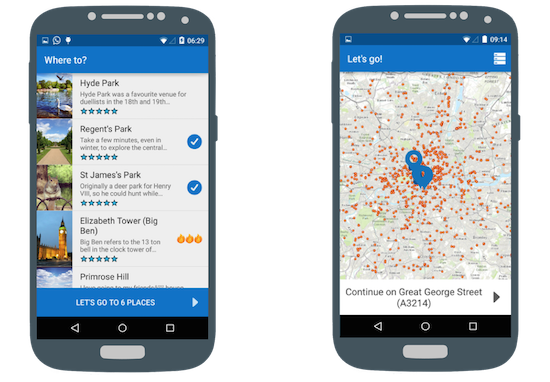 06:29
Where to?
Hyde Park
Hyde Park was a favourite venue for
duellists in the 18th and 19th...
Regent's Park
Take a few minutes, even in
winter, to explore the central...
St James's Park
Originally a deer park for Henry
VIII, so he could hunt while...
Elizabeth Tower (Big
Ben)
Big Ben refers to the 13 ton
bell in the clock tower of...
Primrose Hill
LET'S GO TO 6 PLACES
09:14
Let's go!
Continue on Great George Street
(A3214)